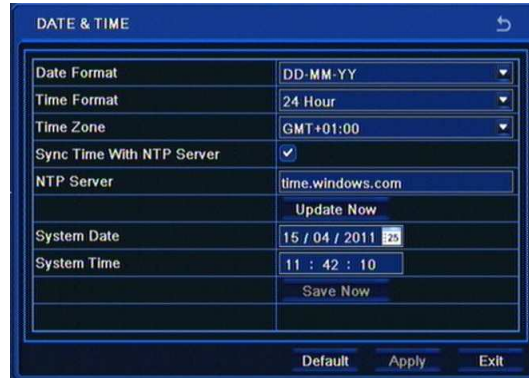 DATE & TIME
Date Format DD-MM-YY
Time Format 24 Hour
Time Zone GMT+01:00
Sync Time With NTP Server
NTP Server time.windows.com
Update Now
System Date 15 / 04 / 2011 25
System Time 11 : 42 : 10
Save Now
Default Apply Exit